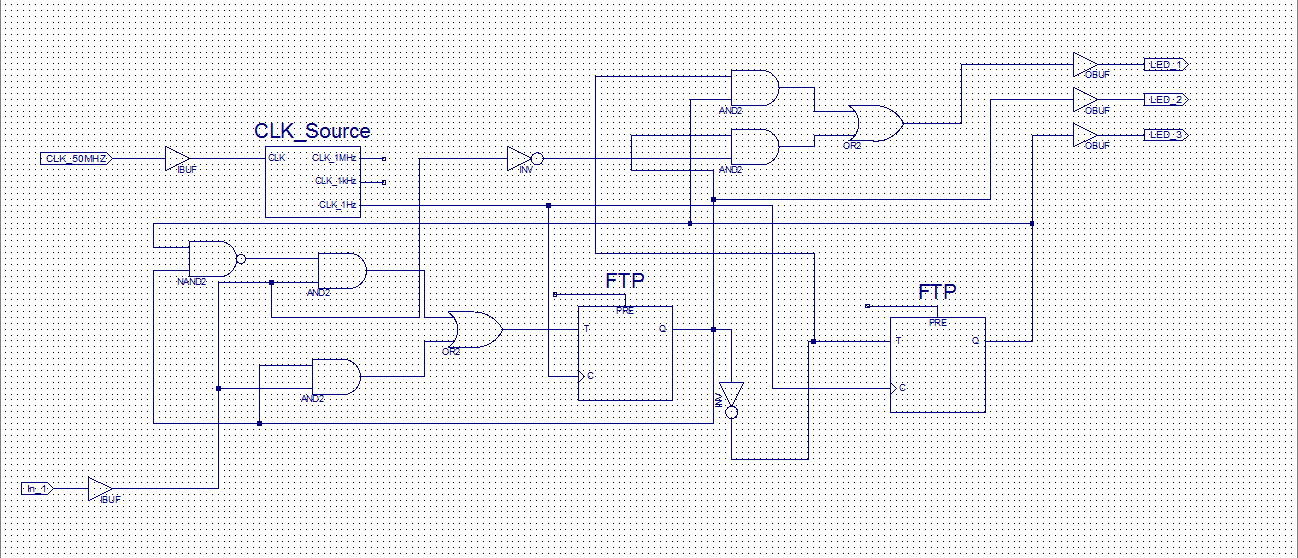 LED_1
OBUF
AND2
LED_2
OBUF
CLK_Source
LED_3
OBUF
OR2
CLK_50MHZ
IBUF
CLK
CLK_1MHz
INV
AND2
CLK_1kHz
CLK_1Hz
NAND2
AND2
FTP
FTP
PRE
PRE
OR2
T
Q
T
Q
C
C
AND2
INV
In_1
IBUF